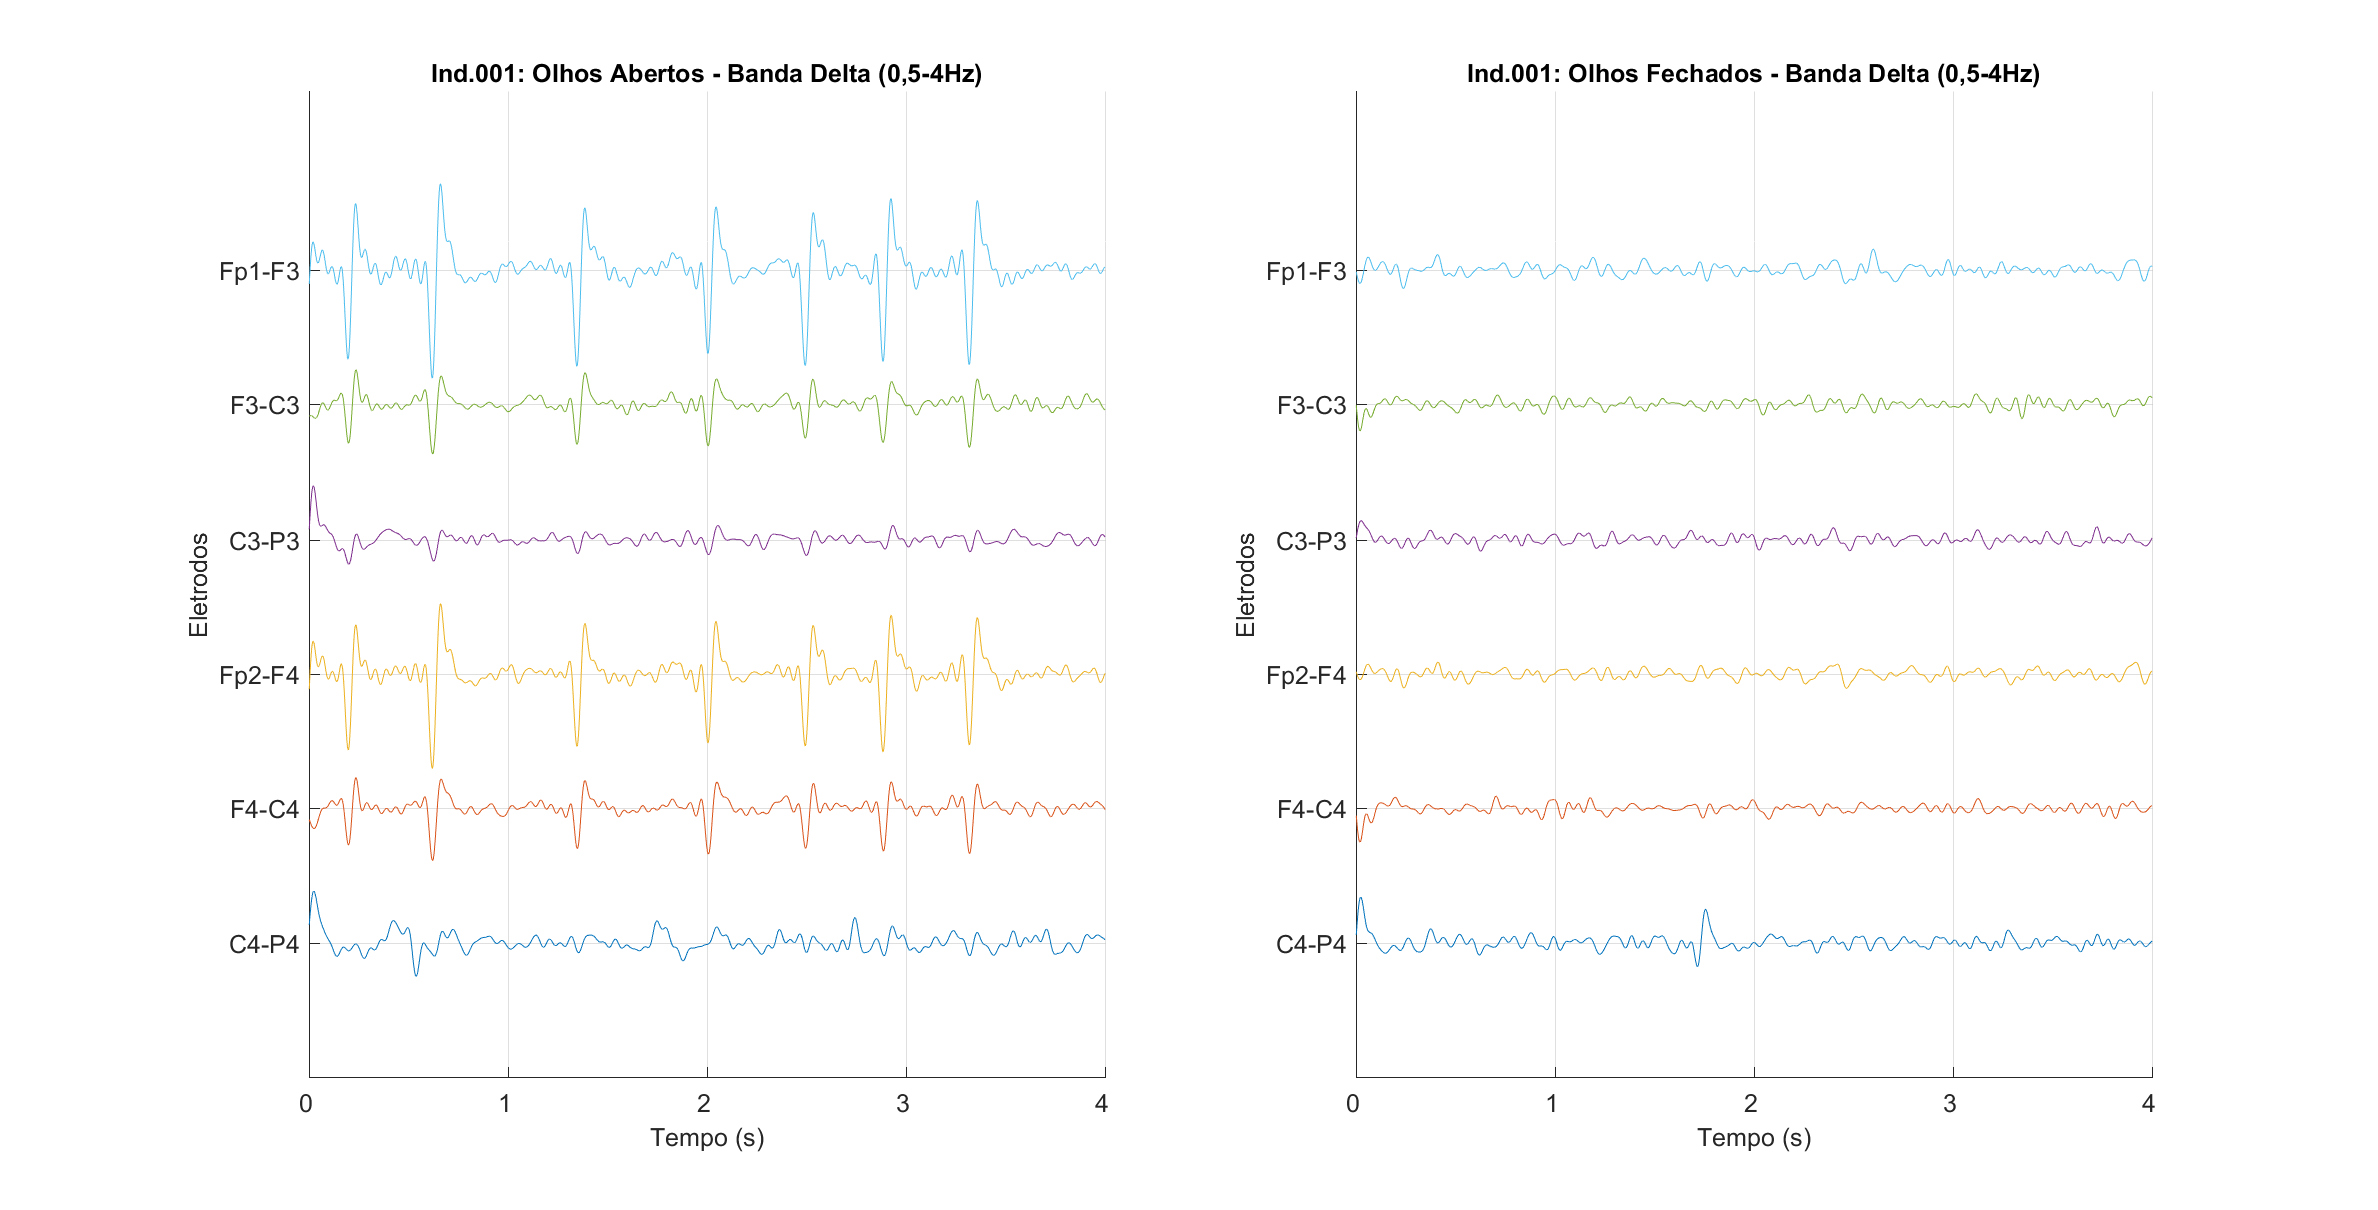 Ind.001: Olhos Abertos - Banda Delta (0,5-4Hz)
Fp1-F3
F3-C3
C3-P3
Fp2-F4
F4-C4
C4-P4
Eletrodos
0 1 2 3 4
Tempo (s)
Ind.001: Olhos Fechados - Banda Delta (0,5-4Hz)
Fp1-F3
F3-C3
C3-P3
Fp2-F4
F4-C4
C4-P4
Eletrodos
0 1 2 3 4
Tempo (s)